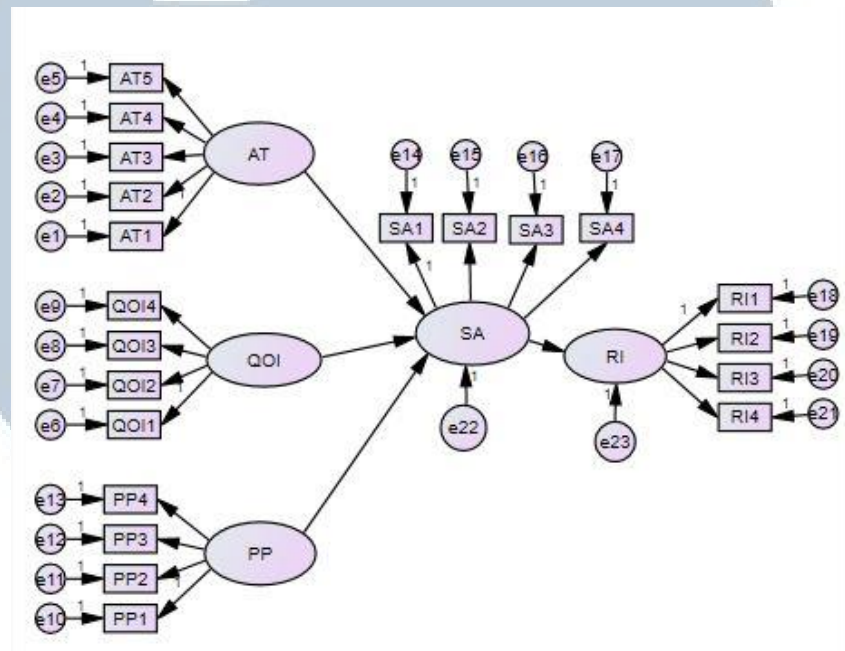 e5 1 AT5
e4 1 AT4
e3 1 AT3
e2 1 AT2
e1 1 AT1
1
AT
e14 e15 e16 e17
1 1 1 1
SA1 SA2 SA3 SA4
1
SA
1
e22
e9 1 QOI4
e8 1 QOI3
e7 1 QOI2
e6 1 QOI1
1
QOI
RI
1
e23
1
RI1 1 e18
RI2 1 e19
RI3 1 e20
RI4 1 e21
e13 1 PP4
e12 1 PP3
e11 1 PP2
e10 1 PP1
1
PP